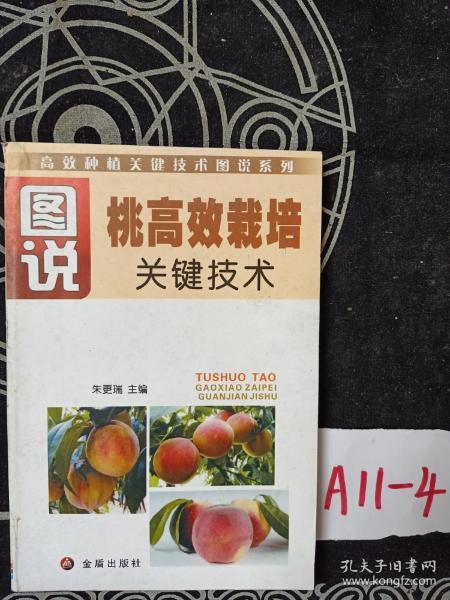 高效种植关键技术图说系列
图说
桃高效栽培
关键技术
TUSHUO TAO
GAOXIAO ZAIPEI
GUANJIAN JISHU
朱更瑞 主编
金盾出版社
A11-4
孔夫子旧书网
www.kongfz.com